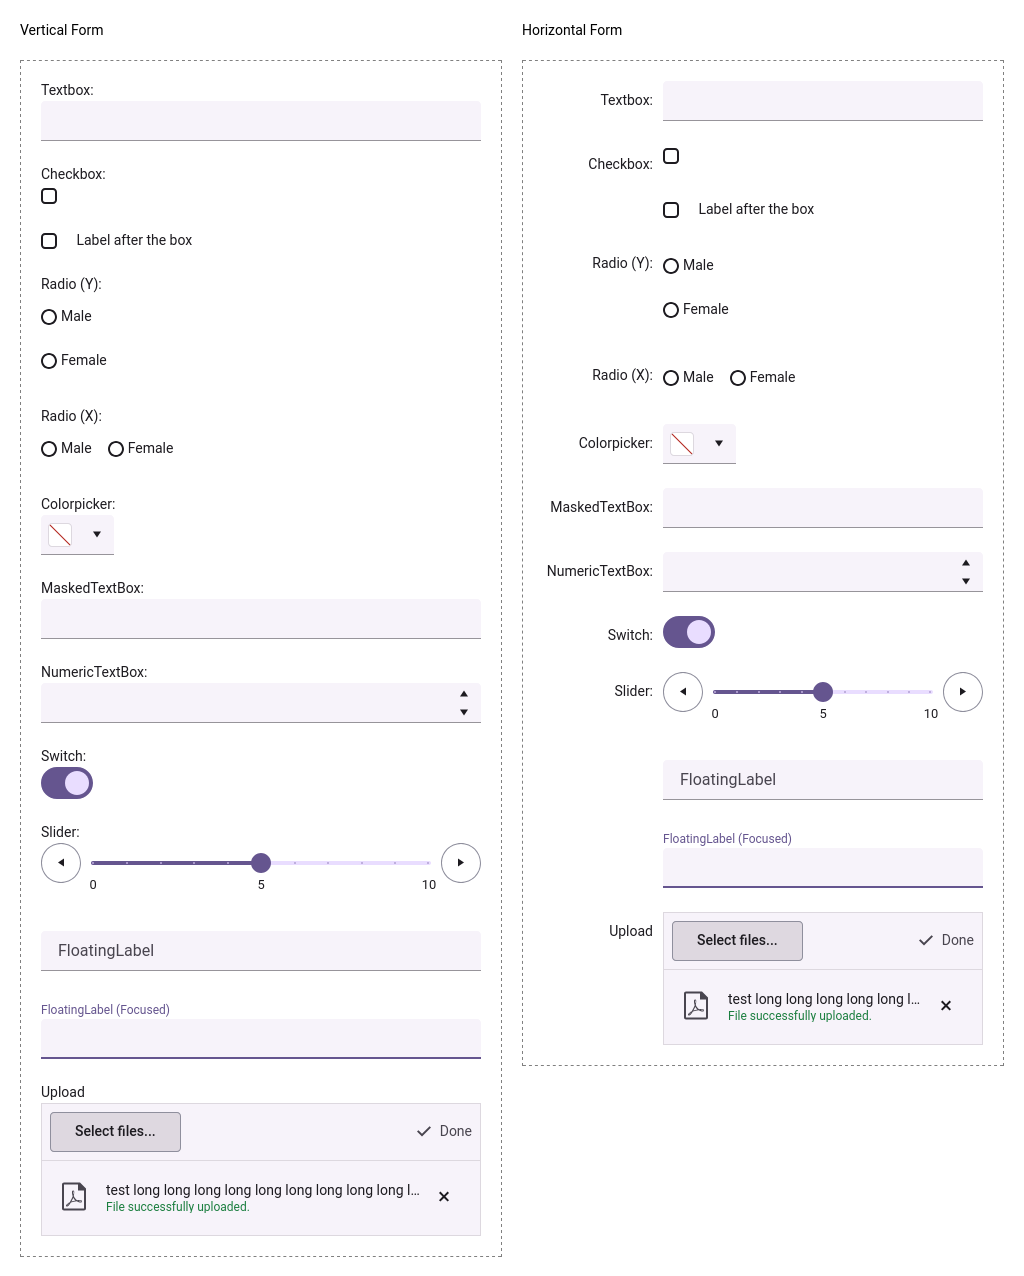 Vertical Form
Textbox:
Checkbox:
Label after the box
Radio (Y):
Male
Female
Radio (X):
Male Female
Colorpicker:
MaskedTextBox:
NumericTextBox:
Switch:
Slider:
0 5 10
FloatingLabel
FloatingLabel (Focused)
Upload
Select files... Done
test long long long long long long long long long l...
File successfully uploaded.
Horizontal Form
Textbox:
Checkbox:
Label after the box
Radio (Y): Male
Female
Radio (X): Male Female
Colorpicker:
MaskedTextBox:
NumericTextBox:
Switch:
Slider:
0 5 10
FloatingLabel
FloatingLabel (Focused)
Upload Select files... Done
test long long long long long l...
File successfully uploaded.